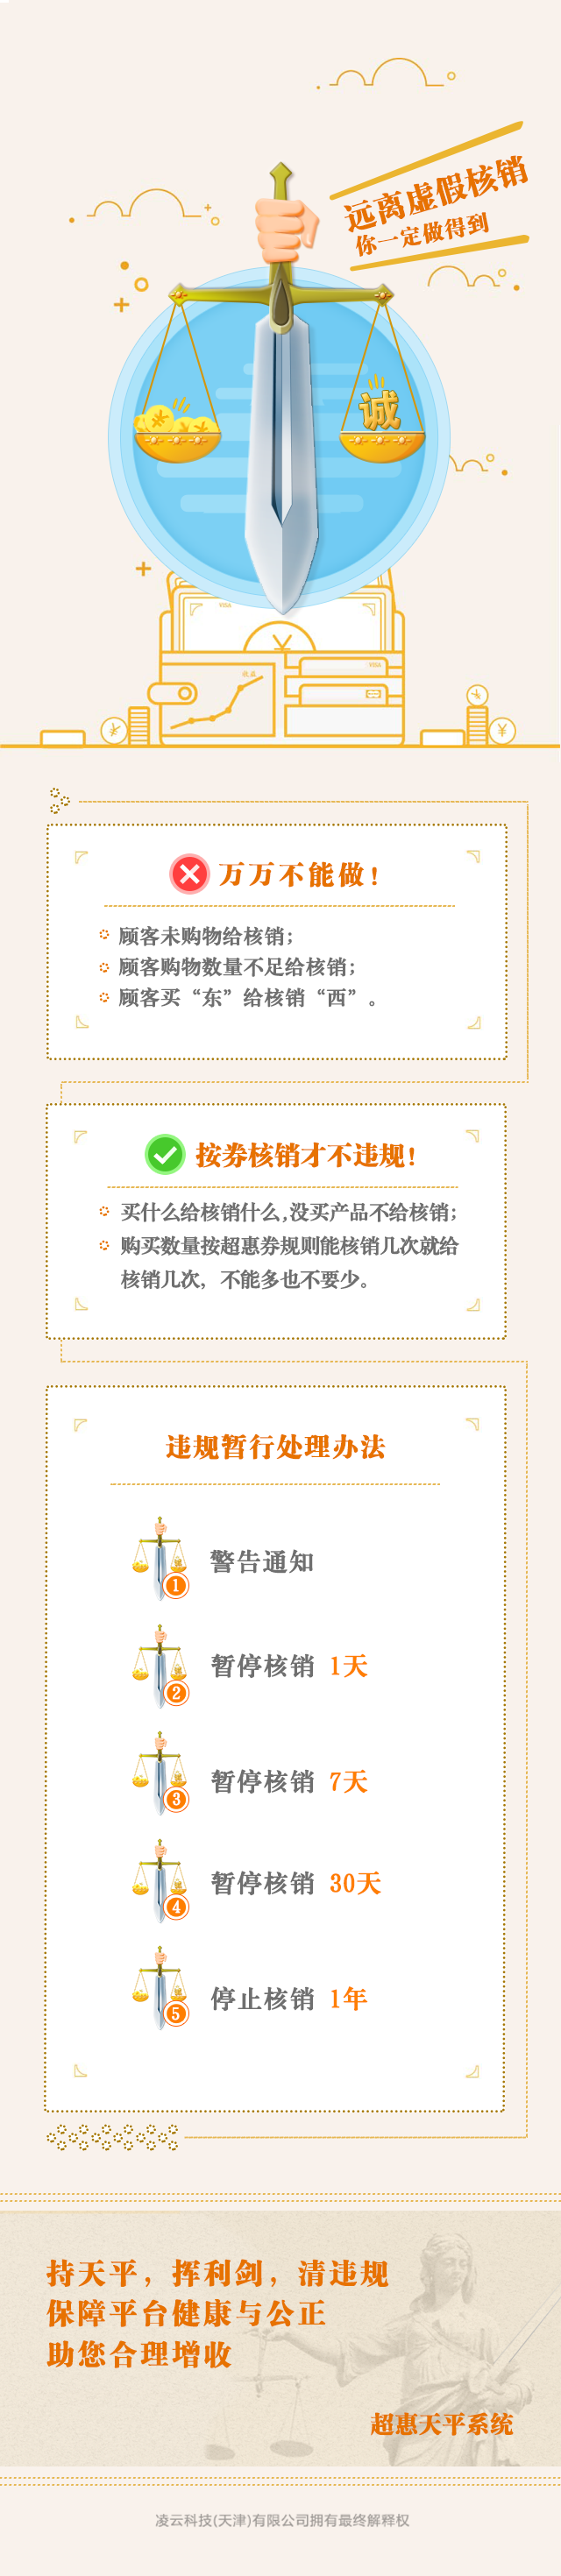 远离虚假核销
你一定做得到
诚
VISA
¥
收益
VISA
¥
万万不能做!
顾客未购物给核销;
顾客购物数量不足给核销;
顾客买“东”给核销“西”。
按券核销才不违规!
买什么给核销什么,没买产品不给核销;
购买数量按超惠券规则能核销几次就给
核销几次，不能多也不要少。
违规暂行处理办法
1
警告通知
2
暂停核销 1天
3
暂停核销 7天
4
暂停核销 30天
5
停止核销 1年
持天平，挥利剑，清违规
保障平台健康与公正
助您合理增收
超惠天平系统
凌云科技(天津)有限公司拥有最终解释权